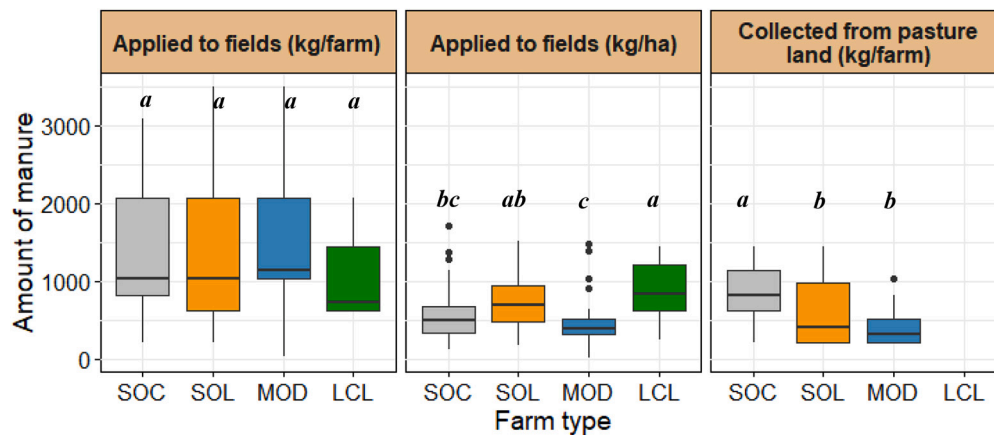 Applied to fields (kg/farm)
Applied to fields (kg/ha)
Collected from pasture
land (kg/farm)
Amount of manure
3000
2000
1000
0
a a a a
bc ab c a
a b b
SOC SOL MOD LCL
SOC SOL MOD LCL
SOC SOL MOD LCL
Farm type